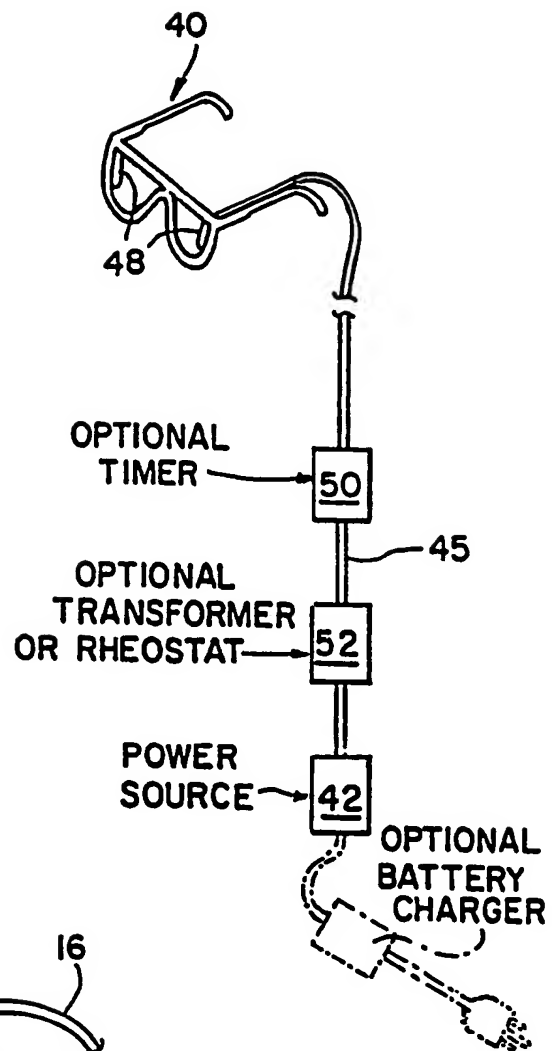 40
48
OPTIONAL
TIMER
50
45
OPTIONAL
TRANSFORMER
OR RHEOSTAT
52
POWER
SOURCE
42
OPTIONAL
BATTERY
CHARGER
16